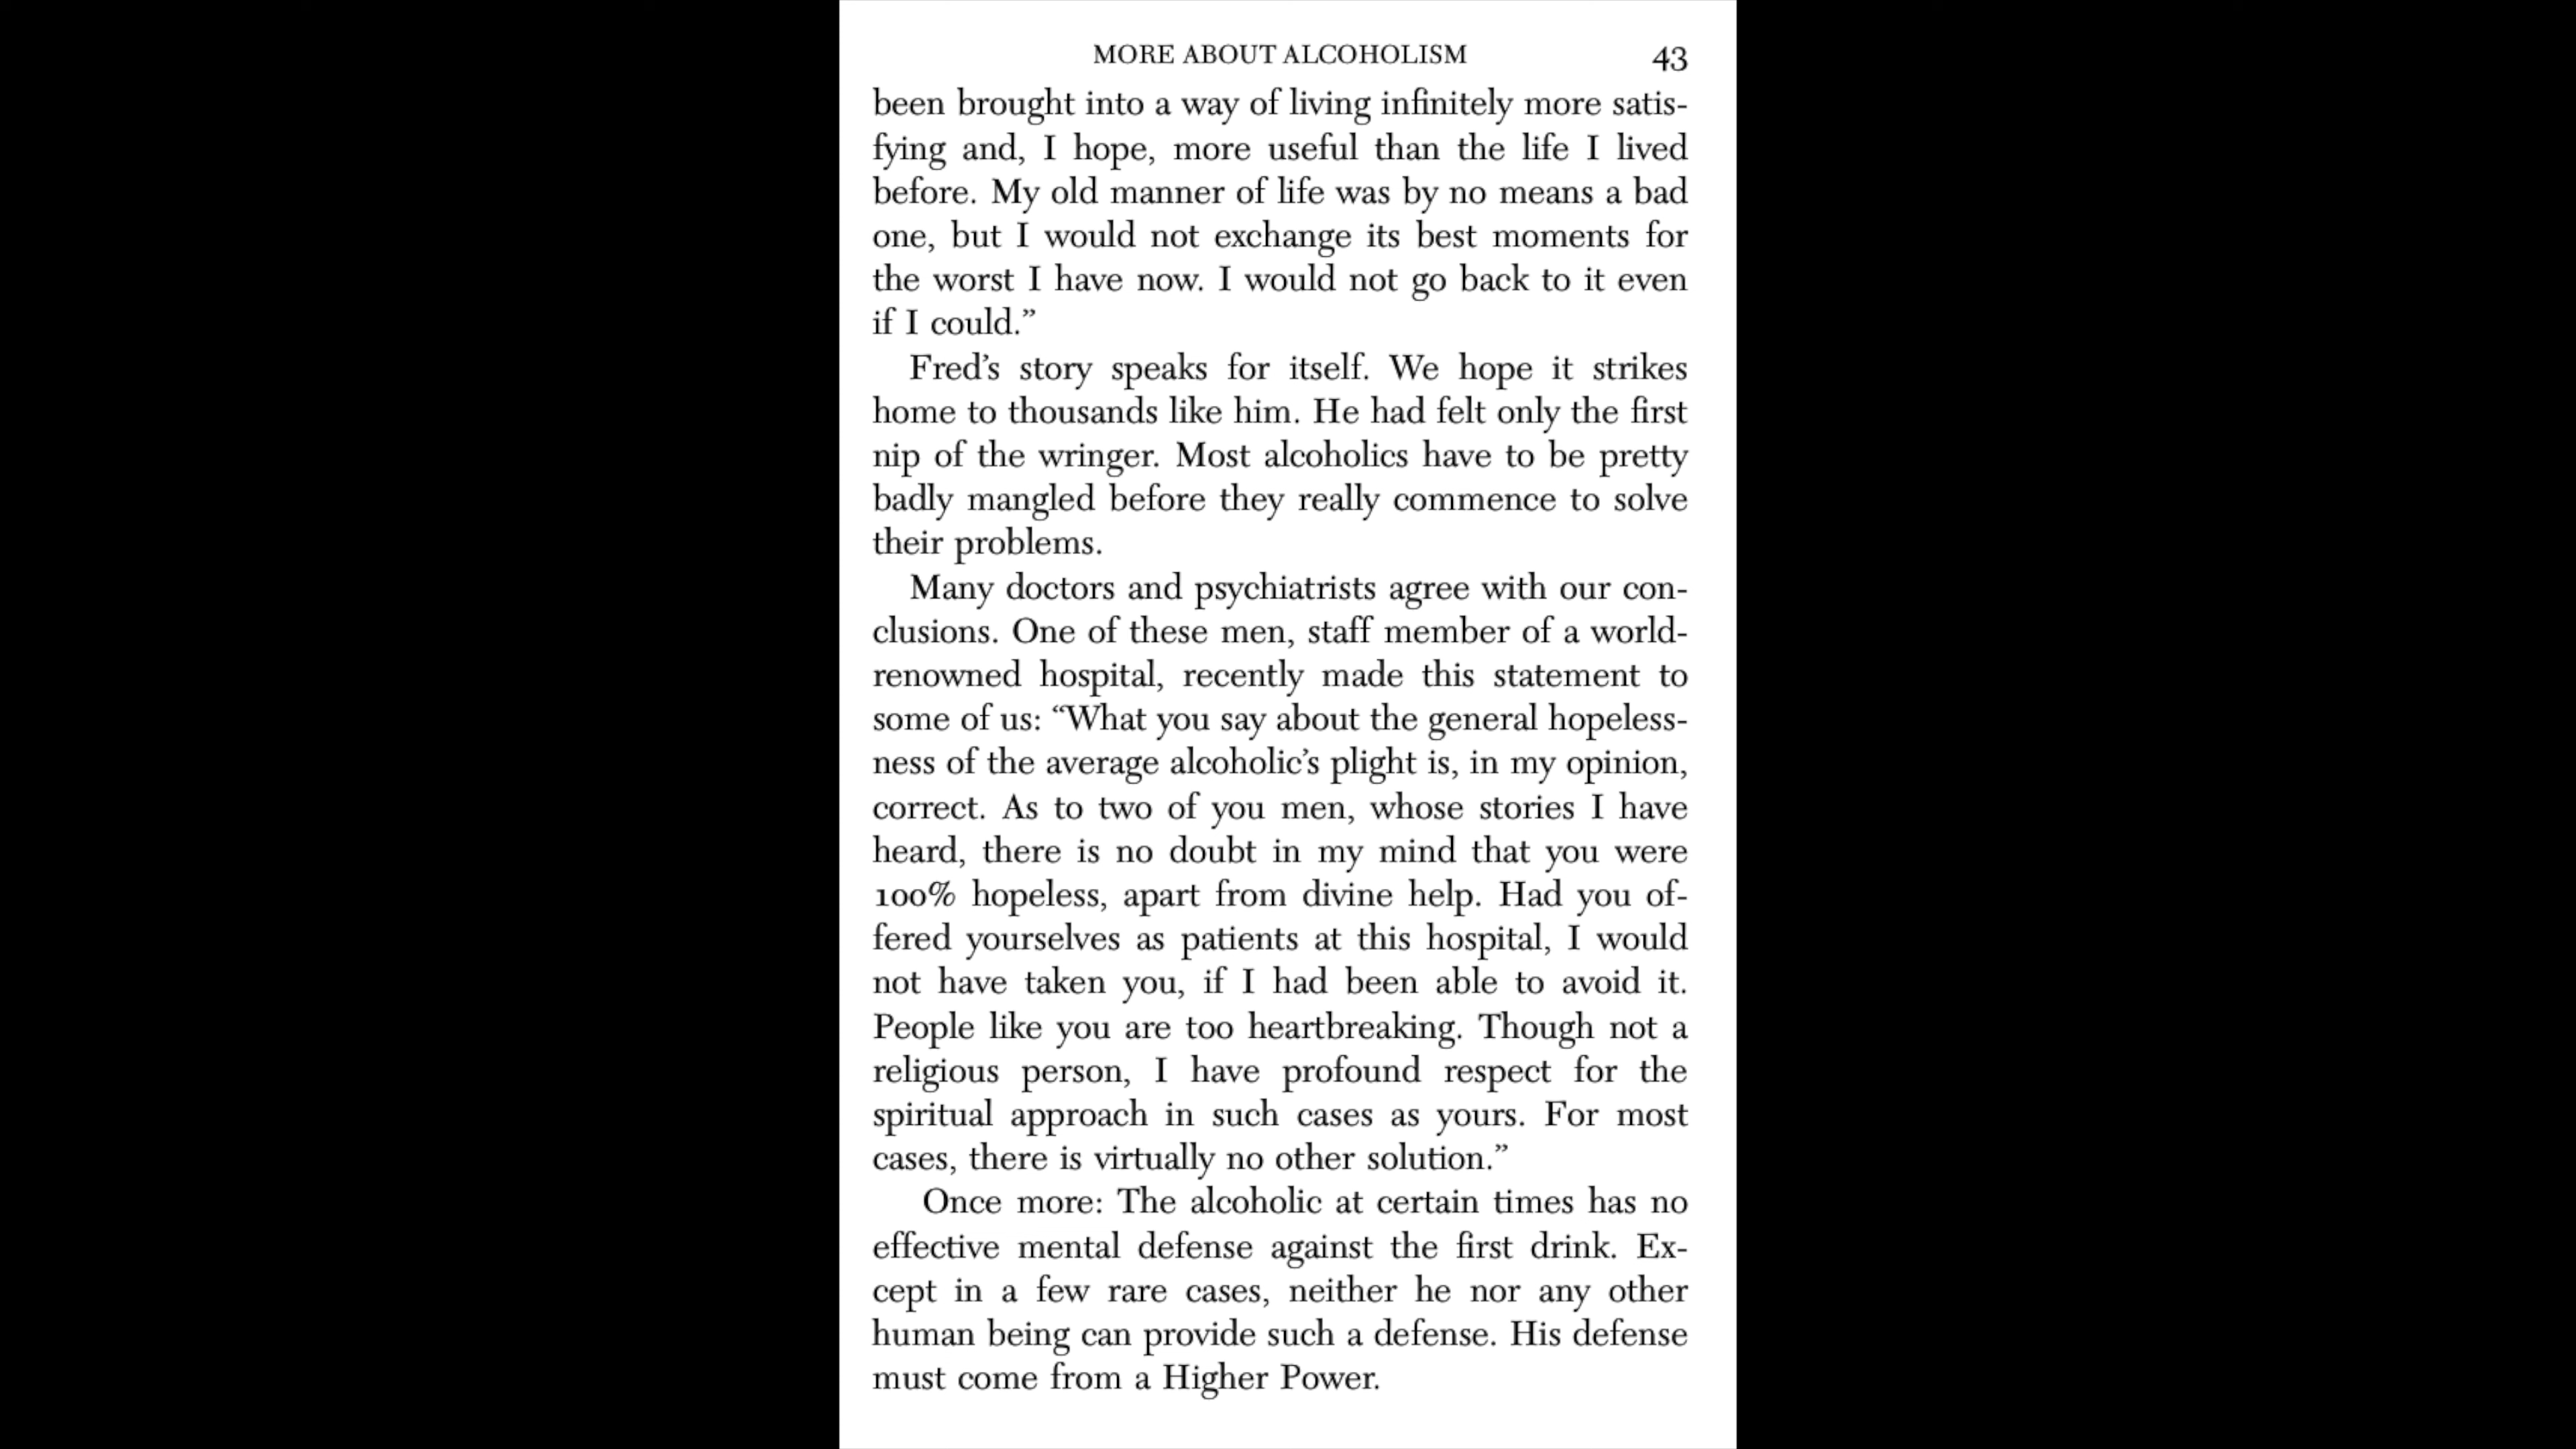 MORE ABOUT ALCOHOLISM 43
been brought into a way of living infinitely more satis-
fying and, I hope, more useful than the life I lived
before. My old manner of life was by no means a bad
one, but I would not exchange its best moments for
the worst I have now. I would not go back to it even
if I could.”
Fred’s story speaks for itself. We hope it strikes
home to thousands like him. He had felt only the first
nip of the wringer. Most alcoholics have to be pretty
badly mangled before they really commence to solve
their problems.
Many doctors and psychiatrists agree with our con-
clusions. One of these men, staff member of a world-
renowned hospital, recently made this statement to
some of us: “What you say about the general hopeless-
ness of the average alcoholic’s plight is, in my opinion,
correct. As to two of you men, whose stories I have
heard, there is no doubt in my mind that you were
100% hopeless, apart from divine help. Had you of-
fered yourselves as patients at this hospital, I would
not have taken you, if I had been able to avoid it.
People like you are too heartbreaking. Though not a
religious person, I have profound respect for the
spiritual approach in such cases as yours. For most
cases, there is virtually no other solution.”
Once more: The alcoholic at certain times has no
effective mental defense against the first drink. Ex-
cept in a few rare cases, neither he nor any other
human being can provide such a defense. His defense
must come from a Higher Power.